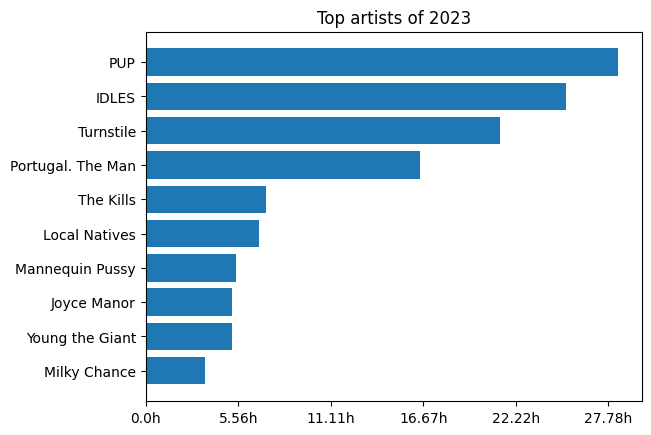 Top artists of 2023
PUP
IDLES
Turnstile
Portugal. The Man
The Kills
Local Natives
Mannequin Pussy
Joyce Manor
Young the Giant
Milky Chance
0.0h 5.56h 11.11h 16.67h 22.22h 27.78h